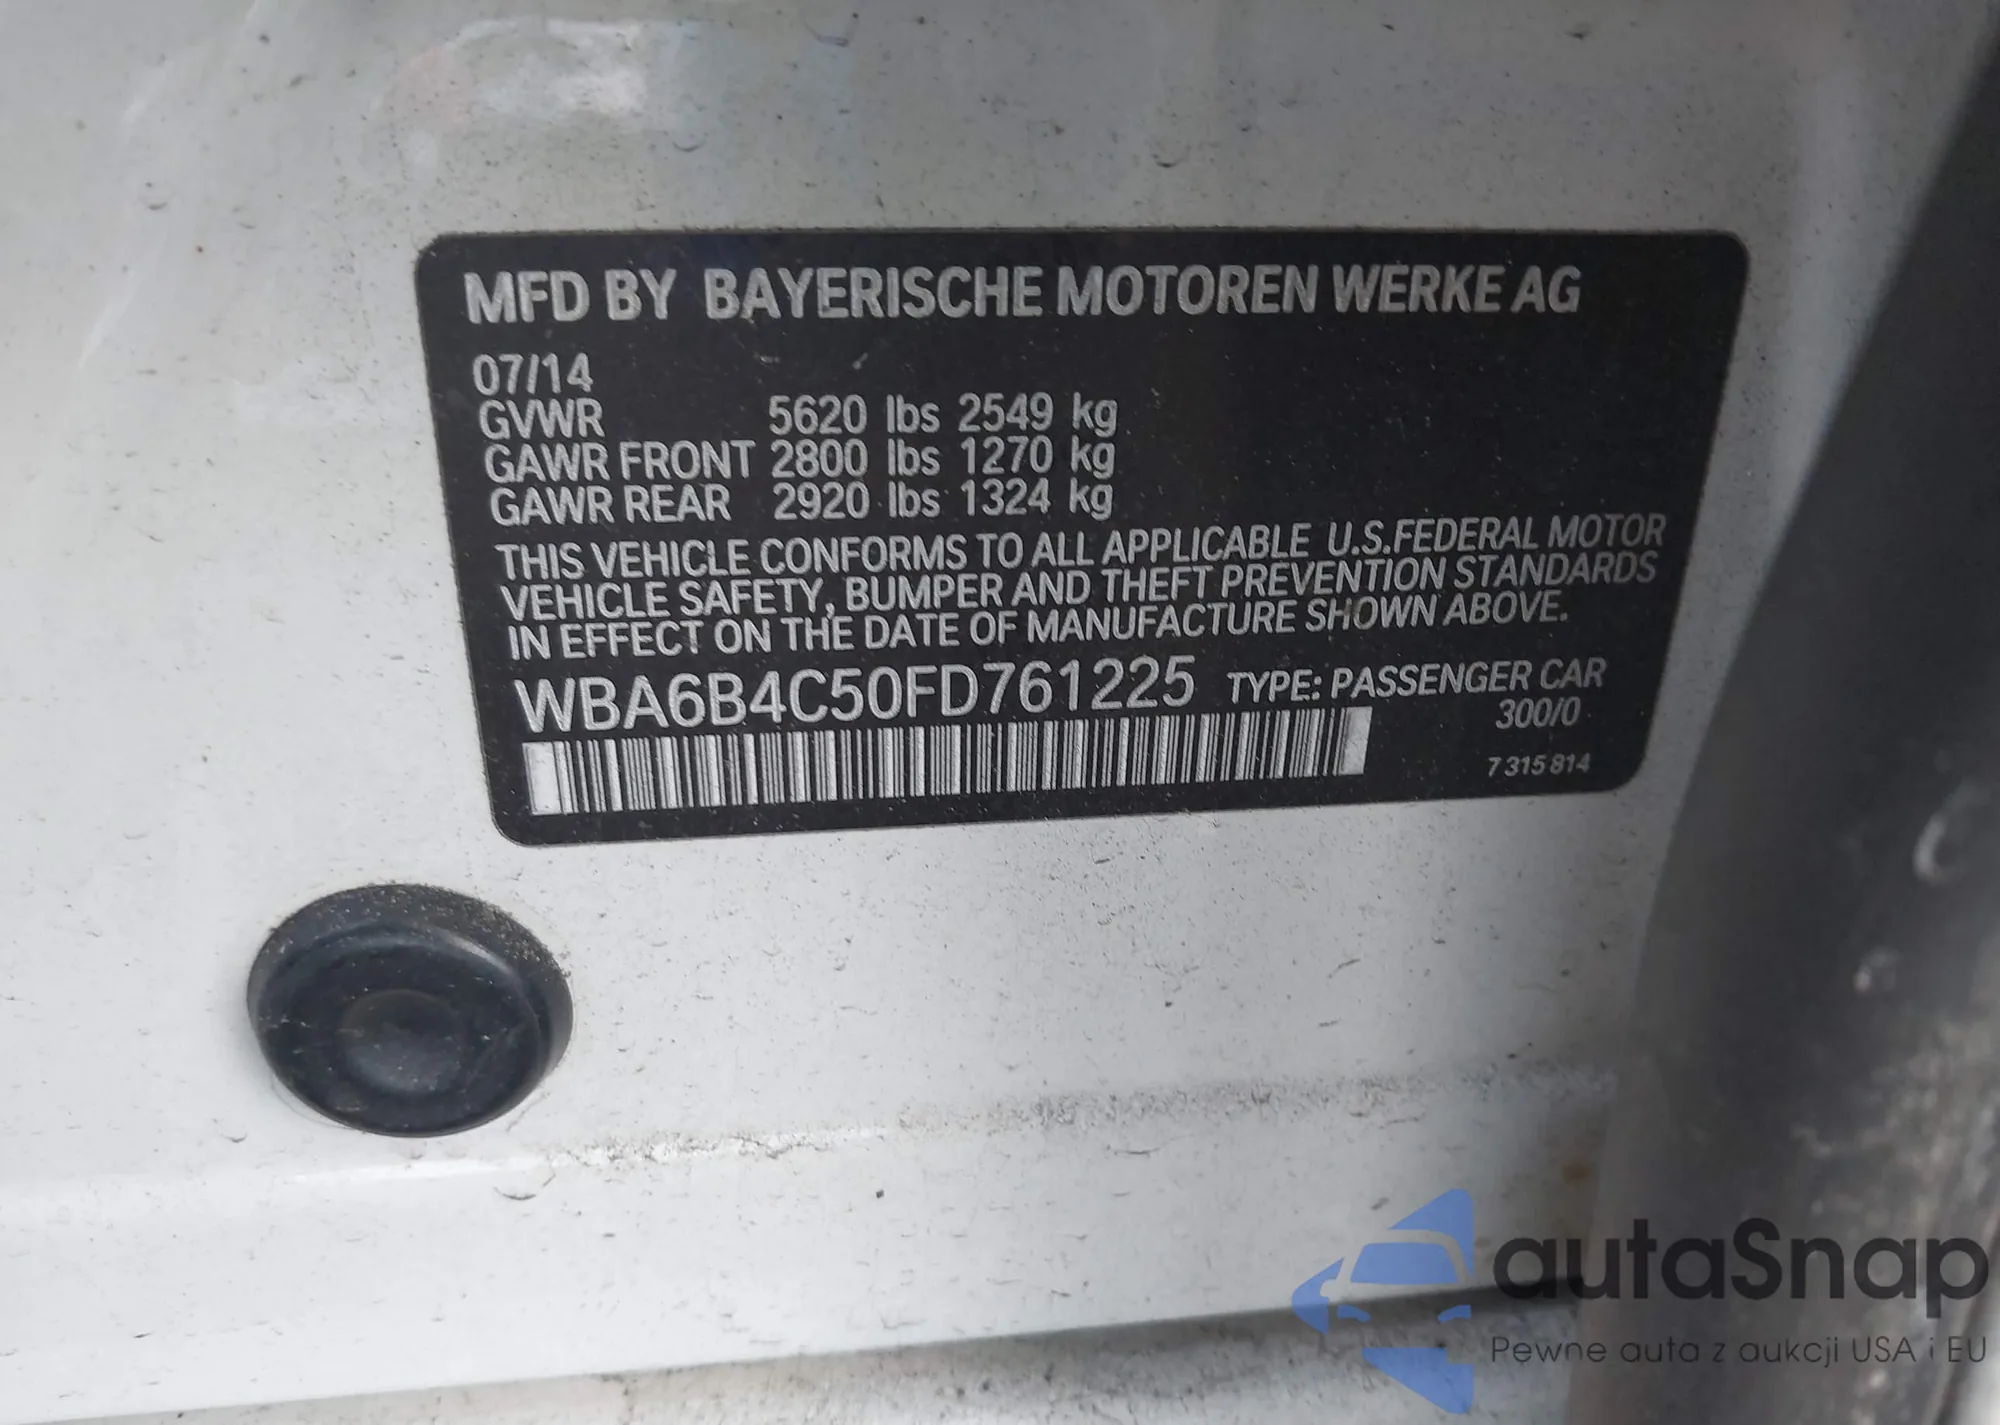 MFD BY BAYERISCHE MOTOREN WERKE AG
07/14
GVWR 5620 lbs 2549 kg
GAWR FRONT 2800 lbs 1270 kg
GAWR REAR 2920 lbs 1324 kg
THIS VEHICLE CONFORMS TO ALL APPLICABLE U.S.FEDERAL MOTOR
VEHICLE SAFETY, BUMPER AND THEFT PREVENTION STANDARDS
IN EFFECT ON THE DATE OF MANUFACTURE SHOWN ABOVE.
WBA6B4C50FD761225 TYPE: PASSENGER CAR
300/0
7 315 814
autaSnap
Pewne auta z aukcji USA i EU